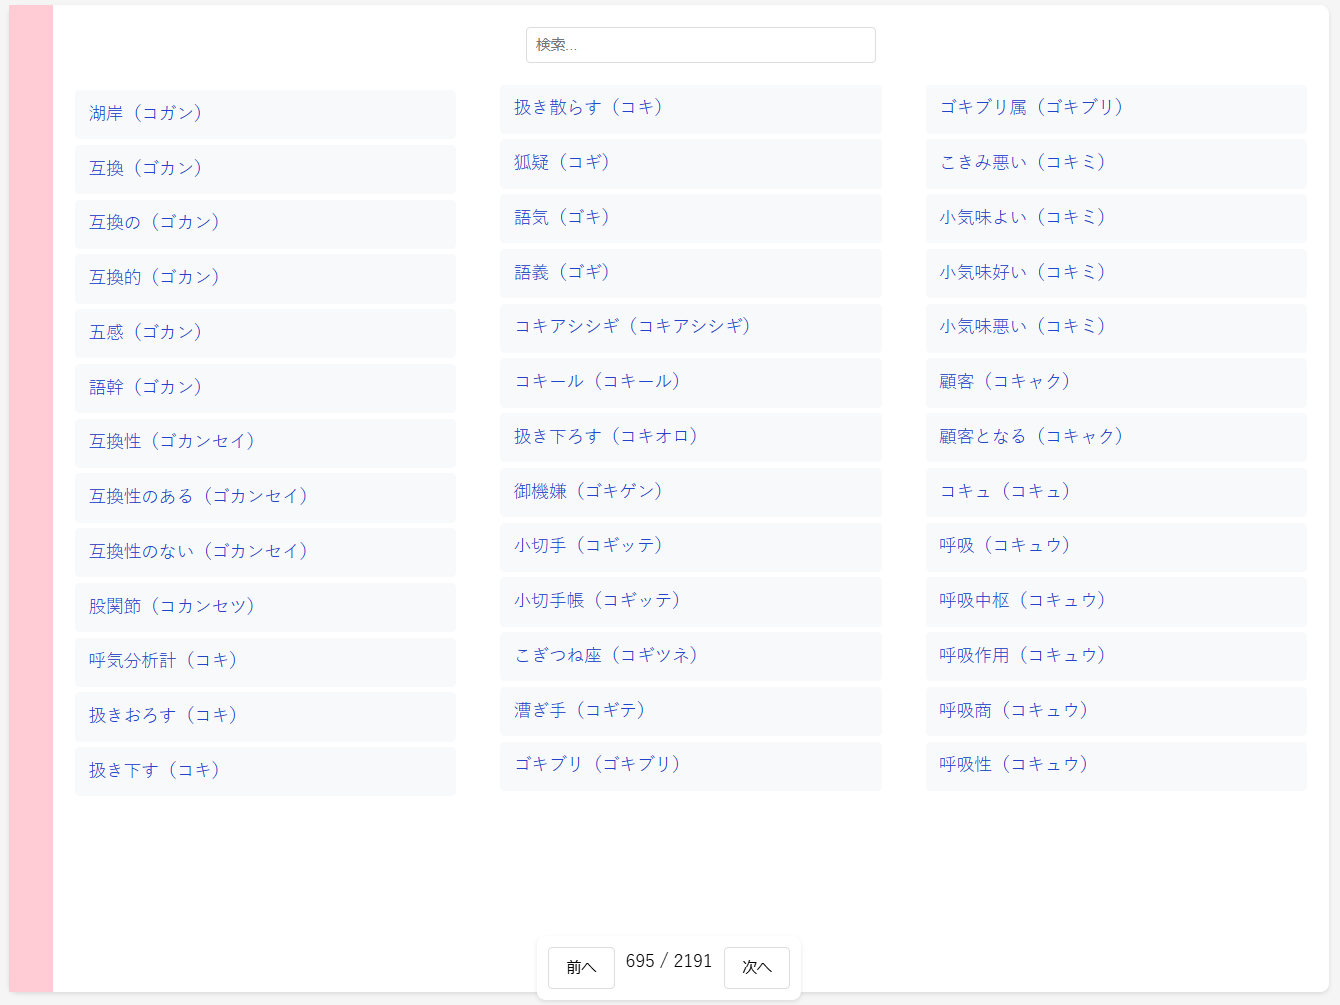 検索...
湖岸（コガン）
互換（ゴカン）
互換の（ゴカン）
互換的（ゴカン）
五感（ゴカン）
語幹（ゴカン）
互換性（ゴカンセイ）
互換性のある（ゴカンセイ）
互換性のない（ゴカンセイ）
股関節（コカンセツ）
呼気分析計（コキ）
扱きおろす（コキ）
扱き下す（コキ）
扱き散らす（コキ）
狐疑（コギ）
語気（ゴキ）
語義（ゴギ）
コキアシシギ（コキアシシギ）
コキール（コキール）
扱き下ろす（コキオロ）
御機嫌（ゴキゲン）
小切手（コギッテ）
小切手帳（コギッテ）
こぎつね座（コギツネ）
漕ぎ手（コギテ）
ゴキブリ（ゴキブリ）
ゴキブリ属（ゴキブリ）
こきみ悪い（コキミ）
小気味よい（コキミ）
小気味好い（コキミ）
小気味悪い（コキミ）
顧客（コキャク）
顧客となる（コキャク）
コキュ（コキュ）
呼吸（コキュウ）
呼吸中枢（コキュウ）
呼吸作用（コキュウ）
呼吸商（コキュウ）
呼吸性（コキュウ）
前へ 695 / 2191 次へ